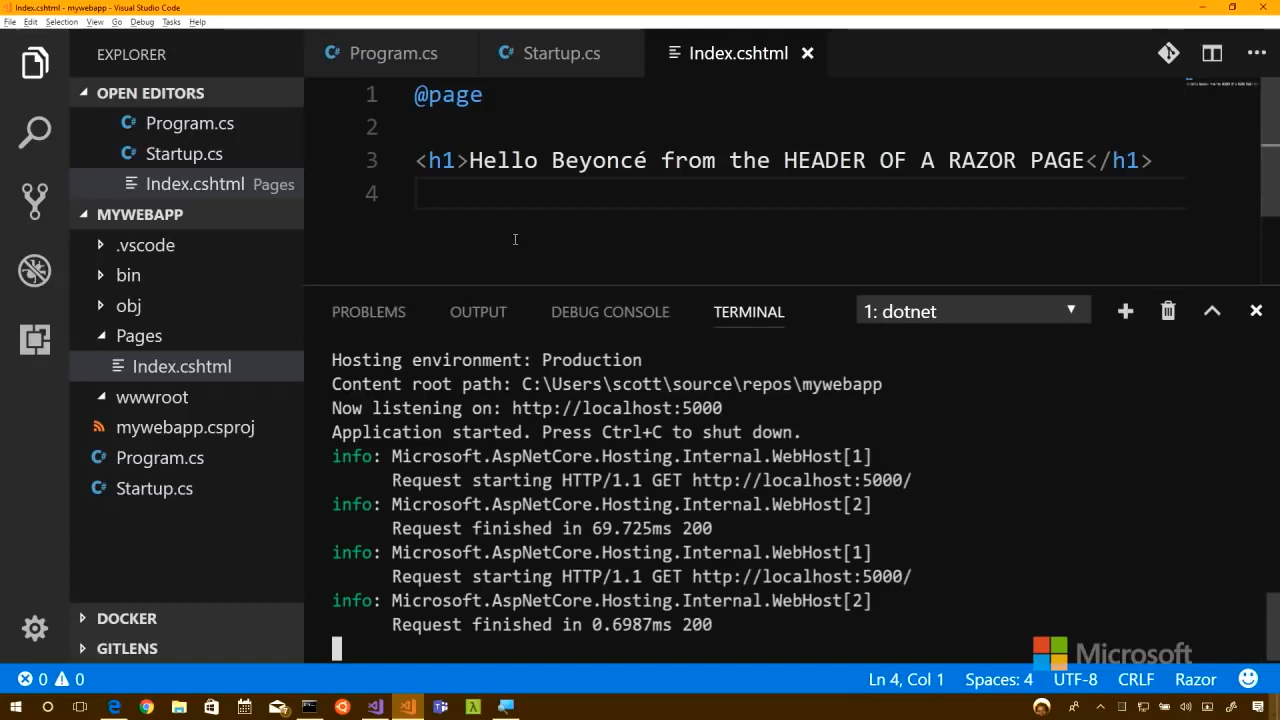 Index.cshtml - mywebapp - Visual Studio Code
File Edit Selection View Go Debug Tasks Help
EXPLORER
OPEN EDITORS
Program.cs
Startup.cs
Index.cshtml Pages
MYWEBAPP
.vscode
bin
obj
Pages
Index.cshtml
wwwroot
mywebapp.csproj
Program.cs
Startup.cs
DOCKER
GITLENS
Program.cs Startup.cs Index.cshtml
1 @page
2
3 <h1>Hello Beyoncé from the HEADER OF A RAZOR PAGE</h1>
4
PROBLEMS OUTPUT DEBUG CONSOLE TERMINAL 1: dotnet
Hosting environment: Production
Content root path: C:\Users\scott\source\repos\mywebapp
Now listening on: http://localhost:5000
Application started. Press Ctrl+C to shut down.
info: Microsoft.AspNetCore.Hosting.Internal.WebHost[1]
Request starting HTTP/1.1 GET http://localhost:5000/
info: Microsoft.AspNetCore.Hosting.Internal.WebHost[2]
Request finished in 69.725ms 200
info: Microsoft.AspNetCore.Hosting.Internal.WebHost[1]
Request starting HTTP/1.1 GET http://localhost:5000/
info: Microsoft.AspNetCore.Hosting.Internal.WebHost[2]
Request finished in 0.6987ms 200
Microsoft
0 0 Ln 4, Col 1 Spaces: 4 UTF-8 CRLF Razor